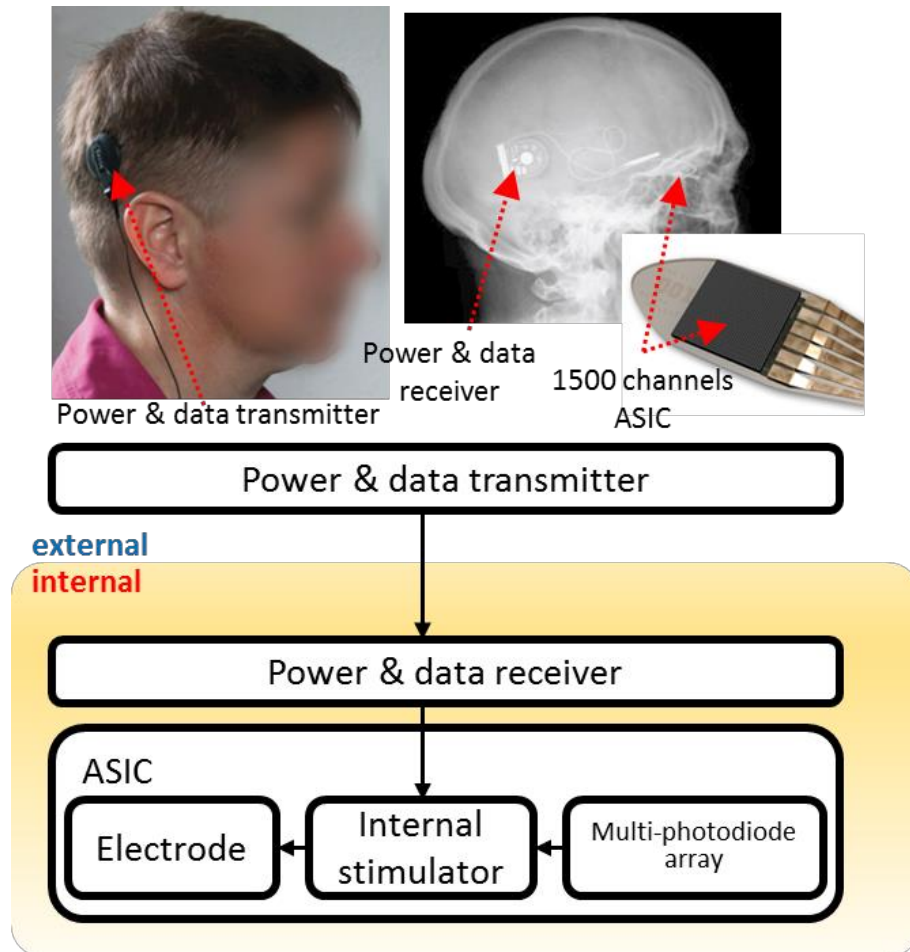 Power & data transmitter
Power & data
receiver
1500 channels
ASIC
Power & data transmitter
external
internal
Power & data receiver
ASIC
Electrode
Internal
stimulator
Multi-photodiode
array